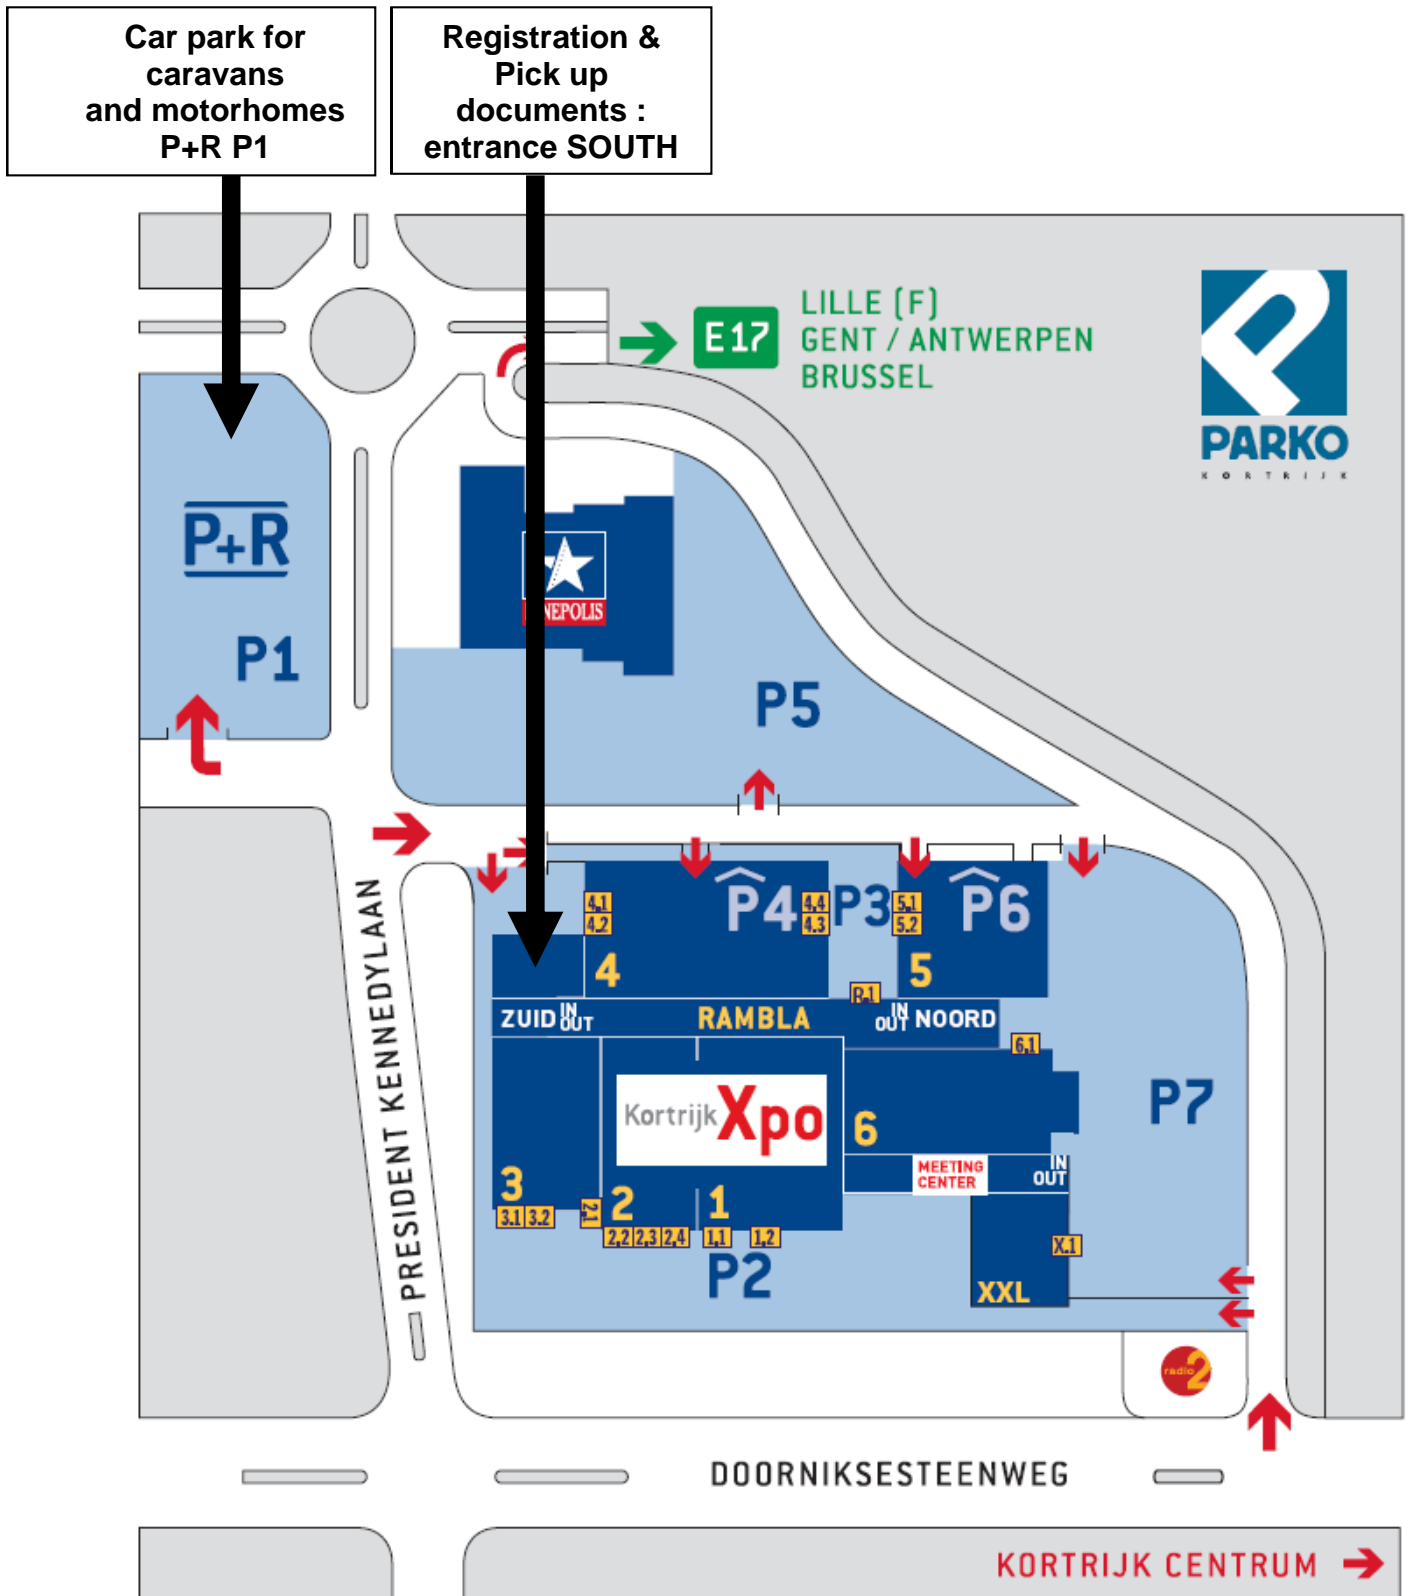 Car park for
caravans
and motorhomes
P+R P1
Registration &
Pick up
documents :
entrance SOUTH
E17
LILLE (F)
GENT / ANTWERPEN
BRUSSEL
PARKO
KORTRIJK
P+R
P1
NEPOLIS
P5
PRESIDENT KENNEDYLAAN
4.1
4.2
P4
4.4
4.3
P3
5.1
5.2
P6
4
5
R.1
ZUID IN
OUT
RAMBLA
IN
OUT NOORD
6.1
Kortrijk Xpo
6
P7
MEETING
CENTER
IN
OUT
3
3.1 3.2
2.1
2
2.2 2.3 2.4
1
1.1 1.2
P2
X.1
XXL
radio 2
DOORNIKSESTEENWEG
KORTRIJK CENTRUM